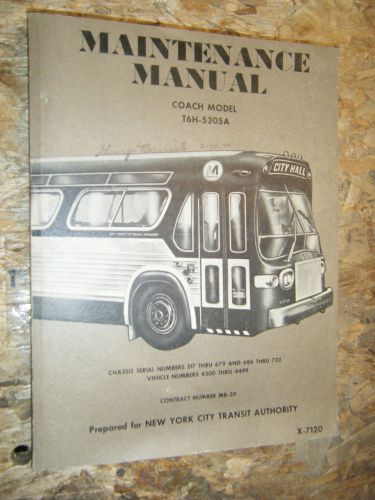 MAINTENANCE
MANUAL
COACH MODEL
T6H-5305A
M
CITY HALL
CHASSIS SERIAL NUMBERS 517 THRU 679 AND 686 THRU 722
VEHICLE NUMBERS 4300 THRU 4499
CONTRACT NUMBER MB-20
Prepared for NEW YORK CITY TRANSIT AUTHORITY
X-7120